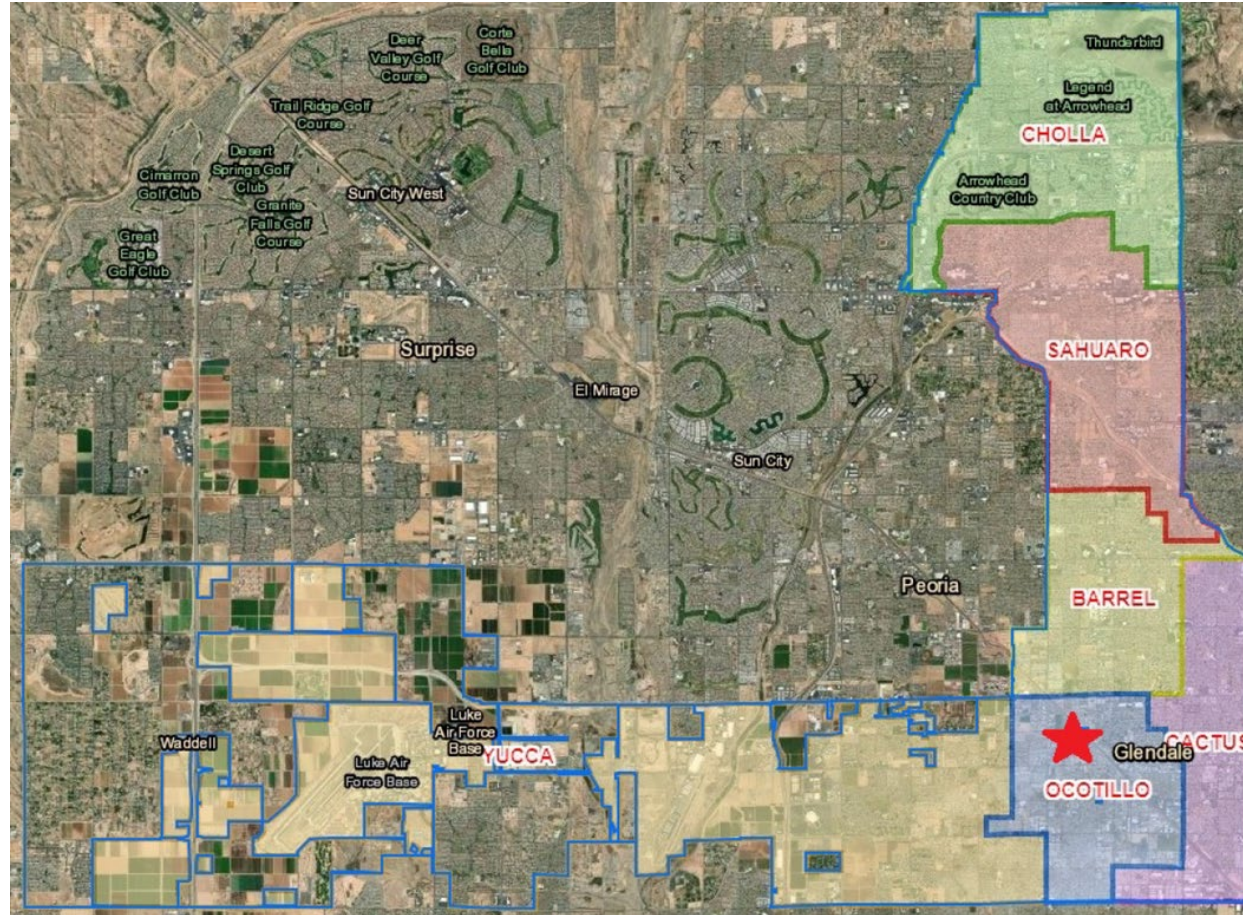 Deer
Valley Golf
Course
Corte
Bella
Golf Club
Thunderbird
Legend
at Arrowhead
CHOLLA
Trail Ridge Golf
Course
Desert
Springs Golf
Club
Cimarron
Golf Club
Sun City West
Arrowhead
Country Club
Granite
Falls Golf
Course
Great
Eagle
Golf Club
Surprise
SAHUARO
El Mirage
Sun City
Peoria
BARREL
Luke
Air Force
Base
YUCCA
Waddell
Luke Air
Force Base
Glendale
CACTUS
OCOTILLO